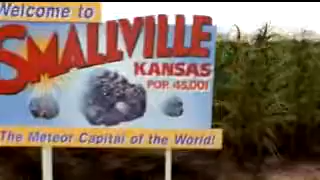 Welcome to
SMALLVILLE
KANSAS
POP. 45,001
The Meteor Capital of the World!